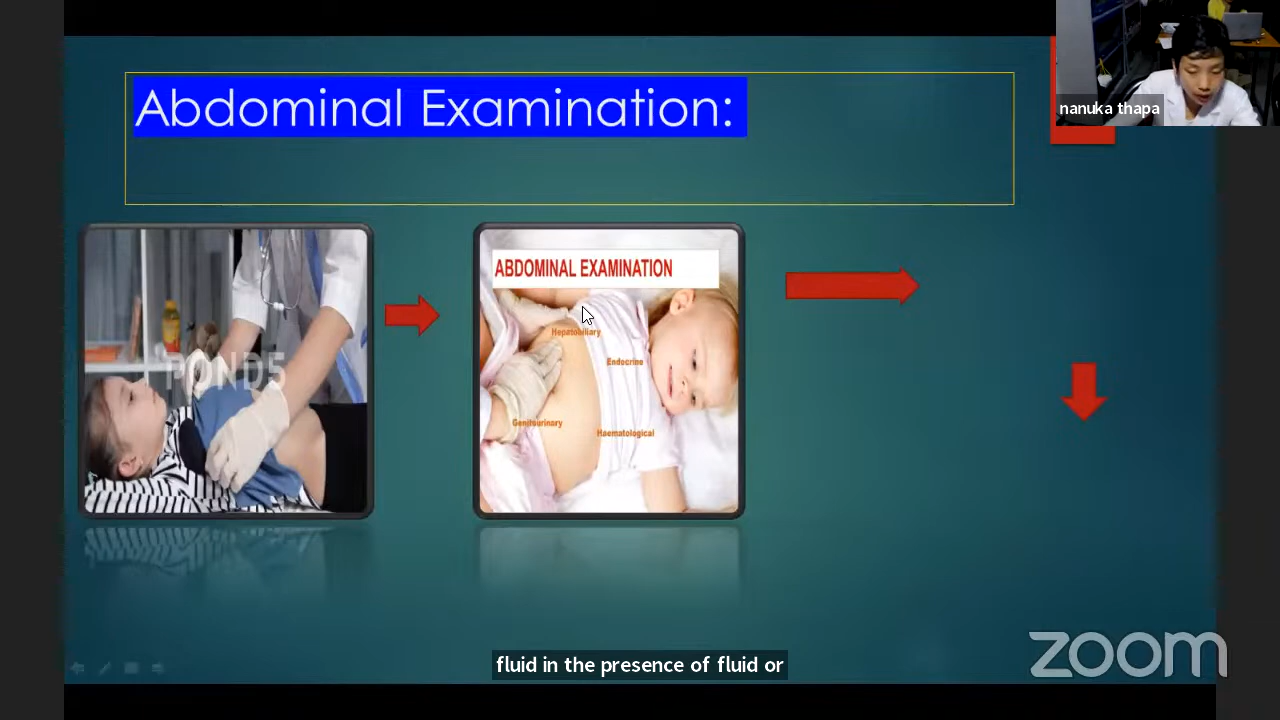 Abdominal Examination:
nanuka thapa
POND5
ABDOMINAL EXAMINATION
Hepatobiliary
Endocrine
Genitourinary
Haematological
fluid in the presence of fluid or
zoom